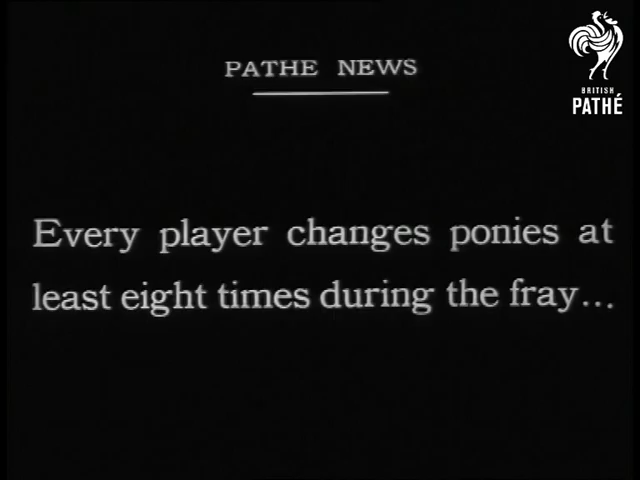 PATHE NEWS
BRITISH
PATHÉ
Every player changes ponies at
least eight times during the fray...